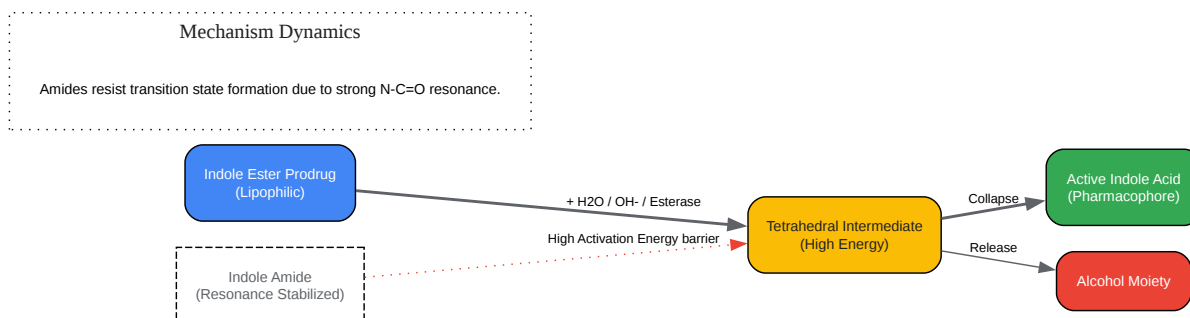 Mechanism Dynamics
Amides resist transition state formation due to strong N-C=O resonance.
Indole Ester Prodrug
(Lipophilic)
+ H2O / OH- / Esterase
High Activation Energy barrier
Indole Amide
(Resonance Stabilized)
Tetrahedral Intermediate
(High Energy)
Collapse
Release
Active Indole Acid
(Pharmacophore)
Alcohol Moiety